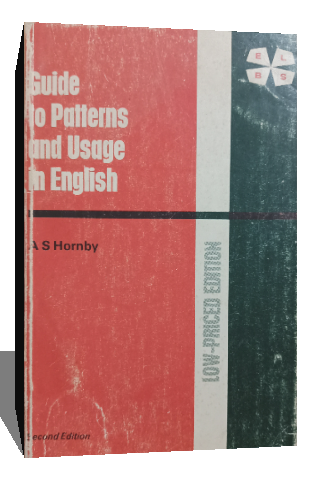 Guide
to Patterns
and Usage
in English
A S Hornby
E L
B S
LOW-PRICED EDITION
Second Edition